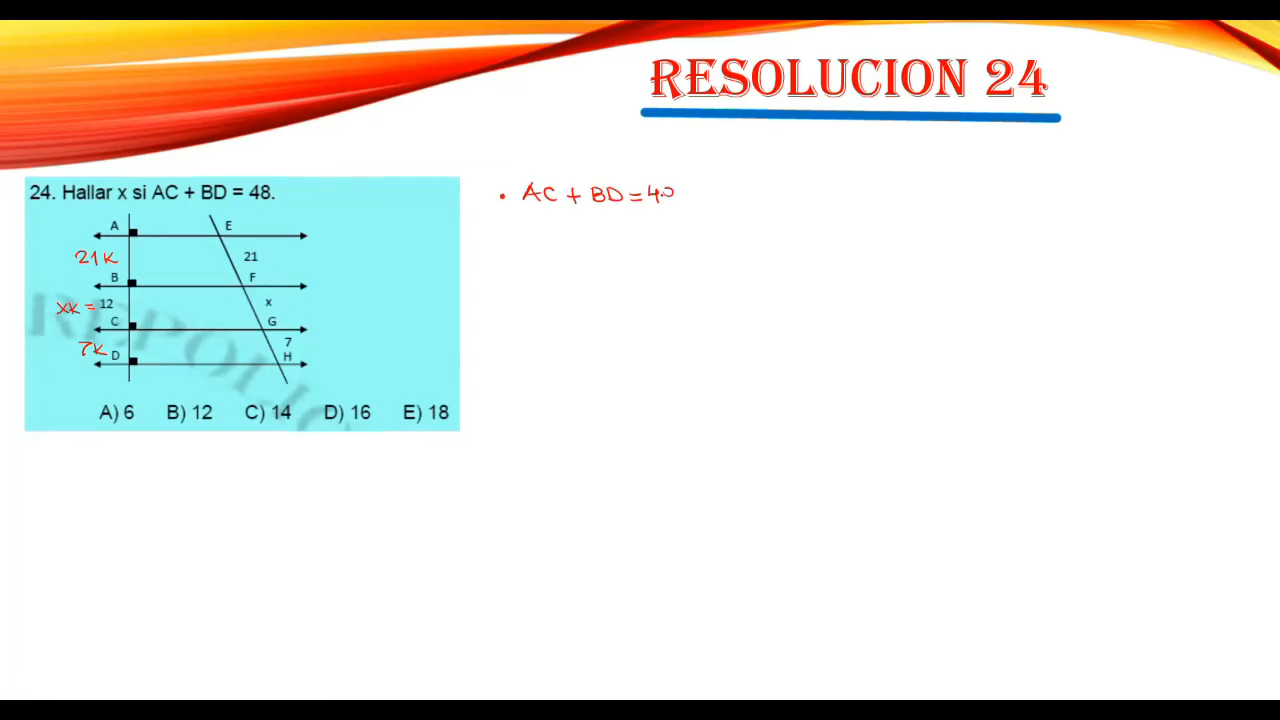 RESOLUCION 24
24. Hallar x si AC + BD = 48.
A
E
21K
21
B
F
xK = 12
x
C
G
7K
7
D
H
A) 6 B) 12 C) 14 D) 16 E) 18
• AC + BD =